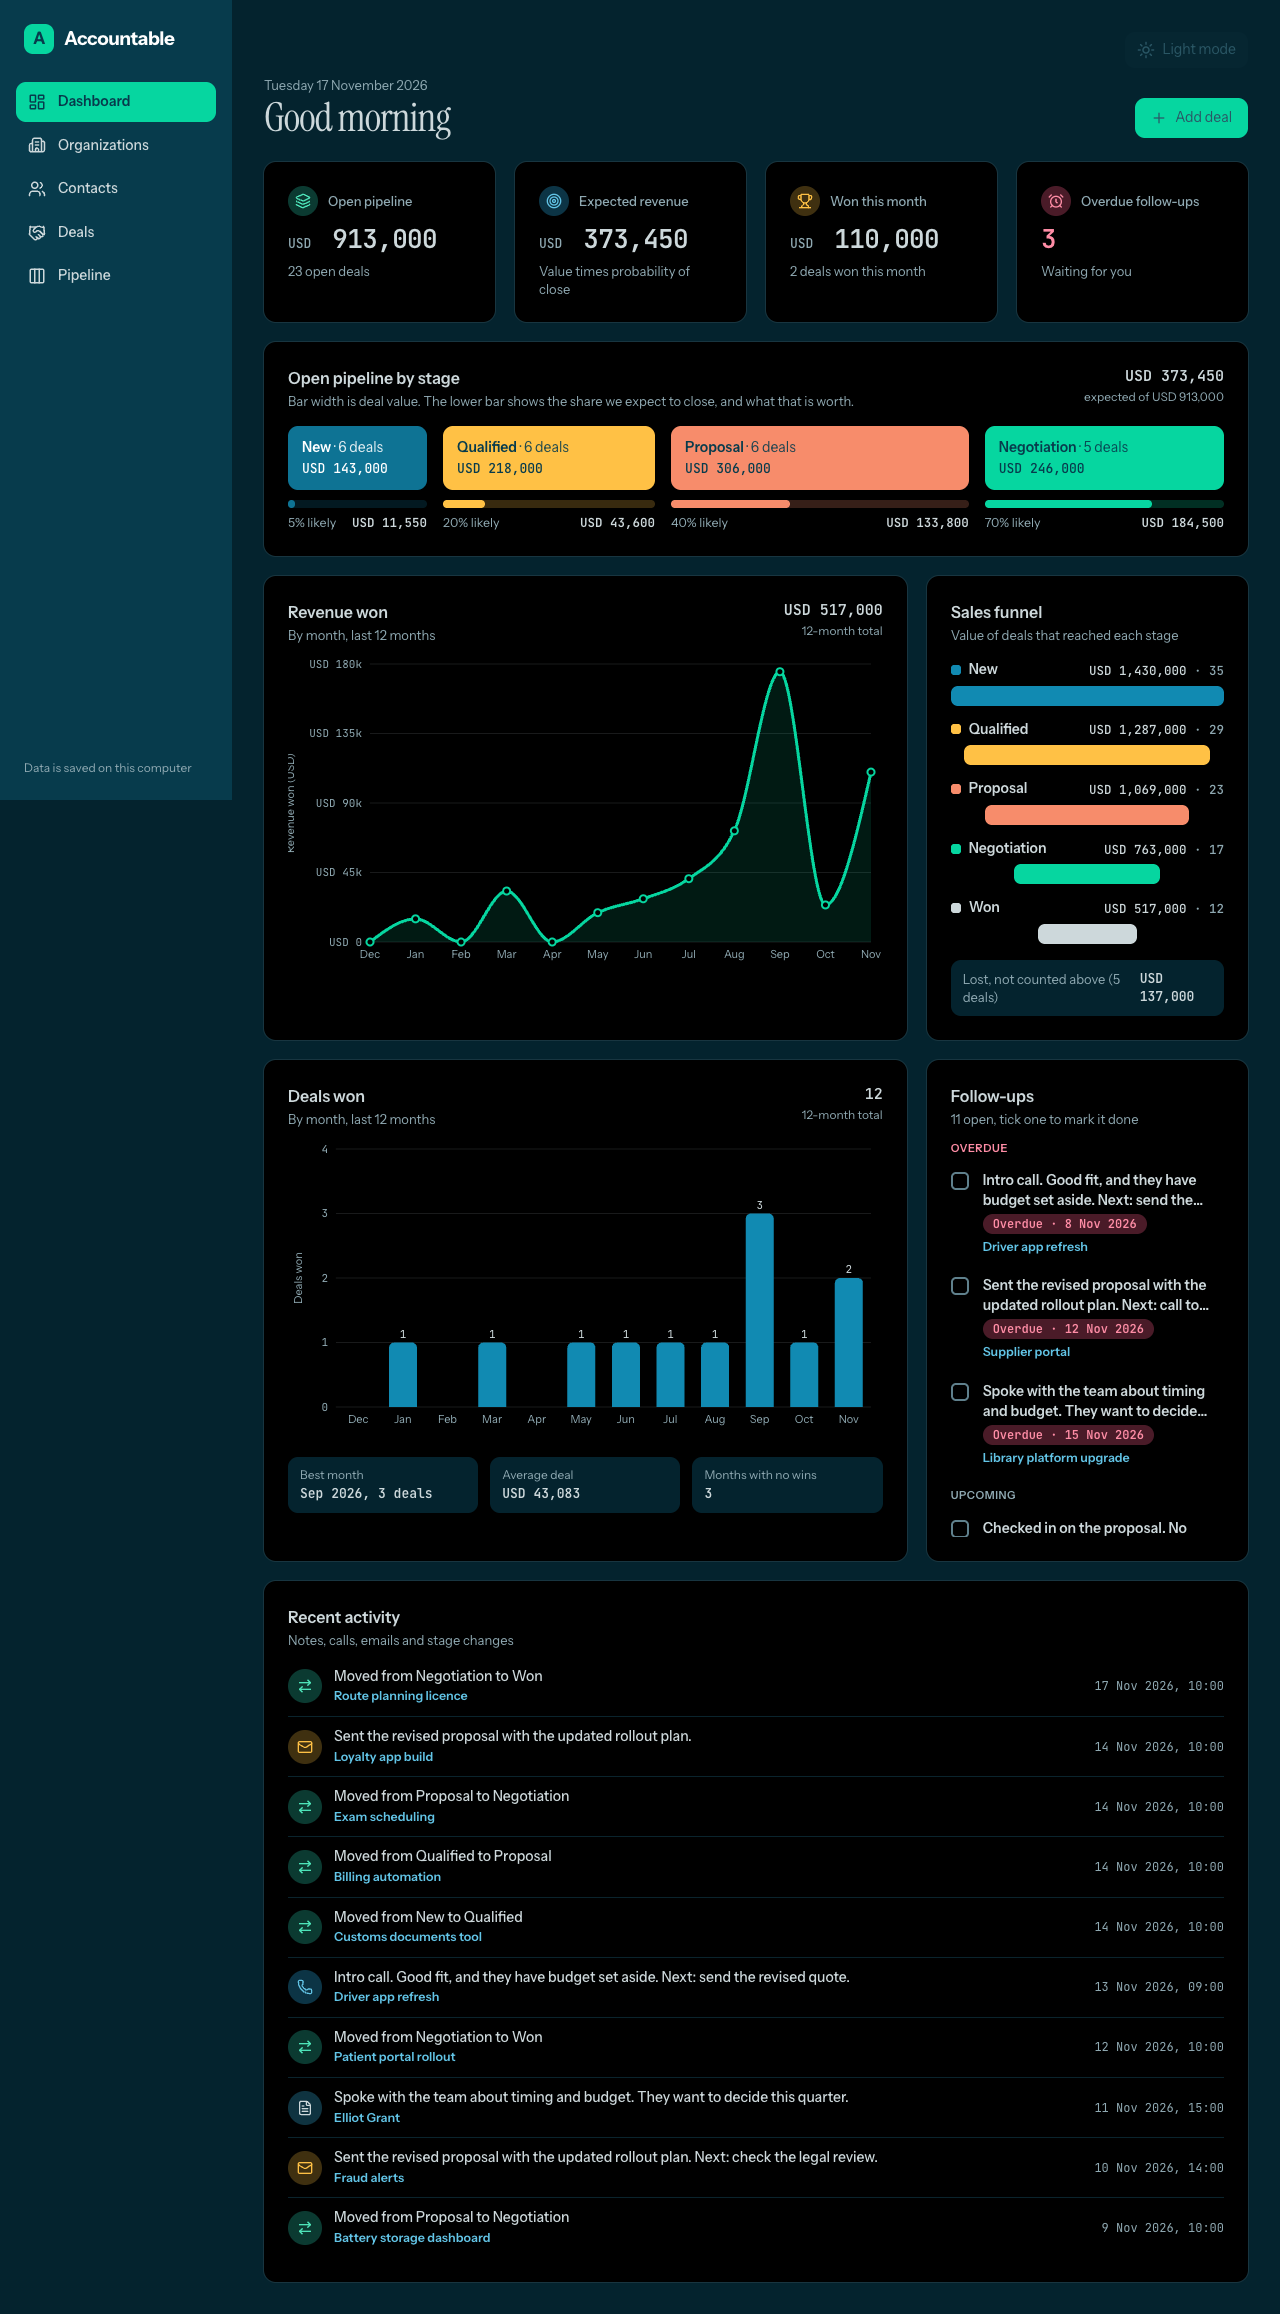 A Accountable
Dashboard
Organizations
Contacts
Deals
Pipeline
Data is saved on this computer
Light mode
Tuesday 17 November 2026
Good morning
Add deal
Open pipeline
USD 913,000
23 open deals
Expected revenue
USD 373,450
Value times probability of
close
Won this month
USD 110,000
2 deals won this month
Overdue follow-ups
3
Waiting for you
Open pipeline by stage
Bar width is deal value. The lower bar shows the share we expect to close, and what that is worth.
USD 373,450
expected of USD 913,000
New · 6 deals
USD 143,000
5% likely USD 11,550
Qualified · 6 deals
USD 218,000
20% likely USD 43,600
Proposal · 6 deals
USD 306,000
40% likely USD 133,800
Negotiation · 5 deals
USD 246,000
70% likely USD 184,500
Revenue won
By month, last 12 months
USD 517,000
12-month total
Revenue won (USD)
USD 180k
USD 135k
USD 90k
USD 45k
USD 0
Dec Jan Feb Mar Apr May Jun Jul Aug Sep Oct Nov
Sales funnel
Value of deals that reached each stage
New USD 1,430,000 · 35
Qualified USD 1,287,000 · 29
Proposal USD 1,069,000 · 23
Negotiation USD 763,000 · 17
Won USD 517,000 · 12
Lost, not counted above (5
deals)
USD
137,000
Deals won
By month, last 12 months
12
12-month total
Deals won
4
3
2
1
0
1 1 1 1 1 1 3 1 2
Dec Jan Feb Mar Apr May Jun Jul Aug Sep Oct Nov
Best month
Sep 2026, 3 deals
Average deal
USD 43,083
Months with no wins
3
Follow-ups
11 open, tick one to mark it done
OVERDUE
Intro call. Good fit, and they have
budget set aside. Next: send the...
Overdue · 8 Nov 2026
Driver app refresh
Sent the revised proposal with the
updated rollout plan. Next: call to...
Overdue · 12 Nov 2026
Supplier portal
Spoke with the team about timing
and budget. They want to decide...
Overdue · 15 Nov 2026
Library platform upgrade
UPCOMING
Checked in on the proposal. No
Recent activity
Notes, calls, emails and stage changes
Moved from Negotiation to Won
Route planning licence
17 Nov 2026, 10:00
Sent the revised proposal with the updated rollout plan.
Loyalty app build
14 Nov 2026, 10:00
Moved from Proposal to Negotiation
Exam scheduling
14 Nov 2026, 10:00
Moved from Qualified to Proposal
Billing automation
14 Nov 2026, 10:00
Moved from New to Qualified
Customs documents tool
14 Nov 2026, 10:00
Intro call. Good fit, and they have budget set aside. Next: send the revised quote.
Driver app refresh
13 Nov 2026, 09:00
Moved from Negotiation to Won
Patient portal rollout
12 Nov 2026, 10:00
Spoke with the team about timing and budget. They want to decide this quarter.
Elliot Grant
11 Nov 2026, 15:00
Sent the revised proposal with the updated rollout plan. Next: check the legal review.
Fraud alerts
10 Nov 2026, 14:00
Moved from Proposal to Negotiation
Battery storage dashboard
9 Nov 2026, 10:00